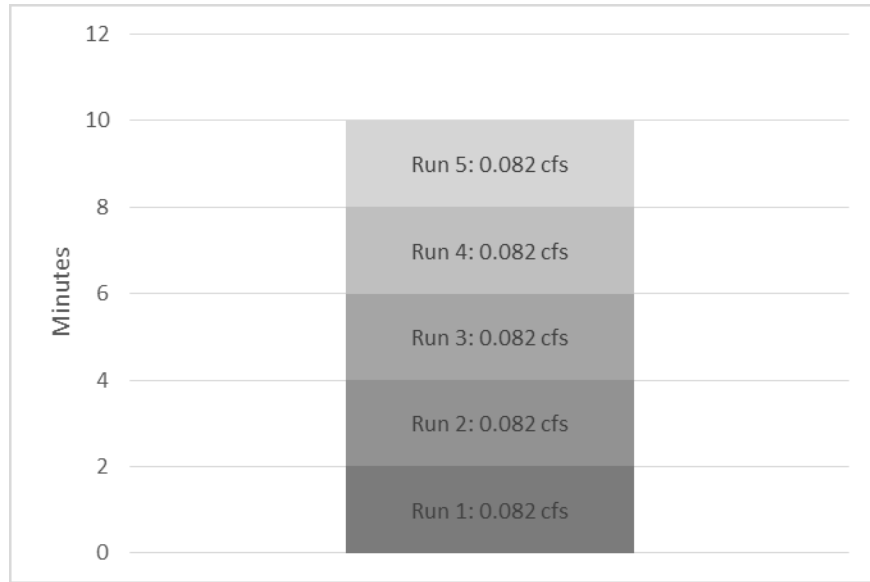 12
10
8
6
4
2
0
Minutes
Run 5: 0.082 cfs
Run 4: 0.082 cfs
Run 3: 0.082 cfs
Run 2: 0.082 cfs
Run 1: 0.082 cfs